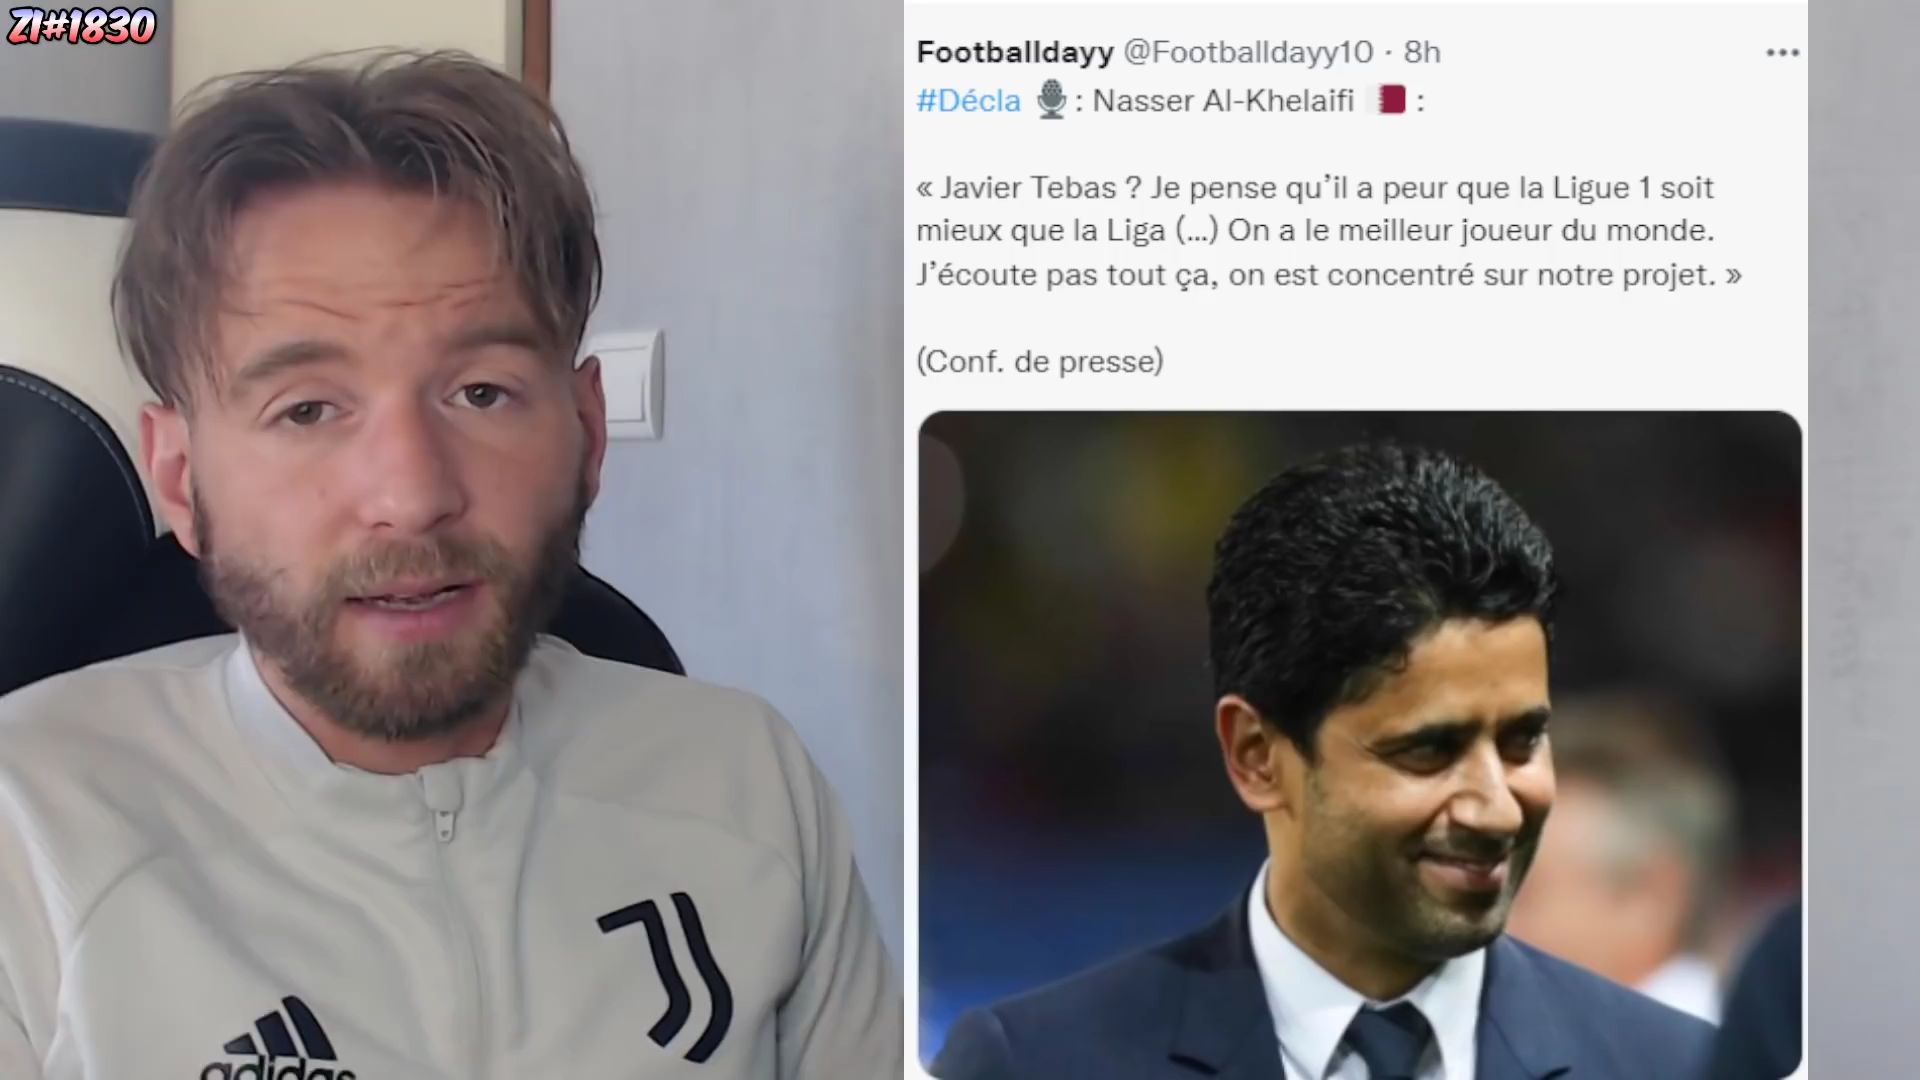 ZI#1830
Footballdayy @Footballdayy10 · 8h
#Décla 🎙 : Nasser Al-Khelaifi 🇶🇦 :
« Javier Tebas ? Je pense qu’il a peur que la Ligue 1 soit
mieux que la Liga (...) On a le meilleur joueur du monde.
J’écoute pas tout ça, on est concentré sur notre projet. »
(Conf. de presse)
adidas